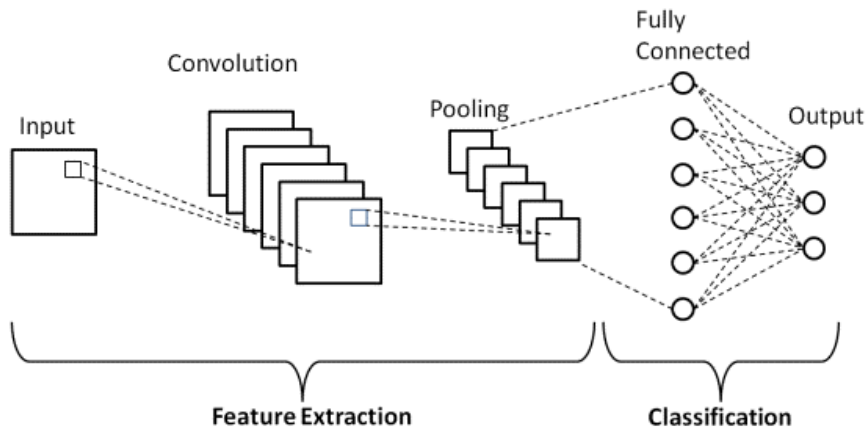 Input
Convolution
Pooling
Fully
Connected
Output
Feature Extraction
Classification